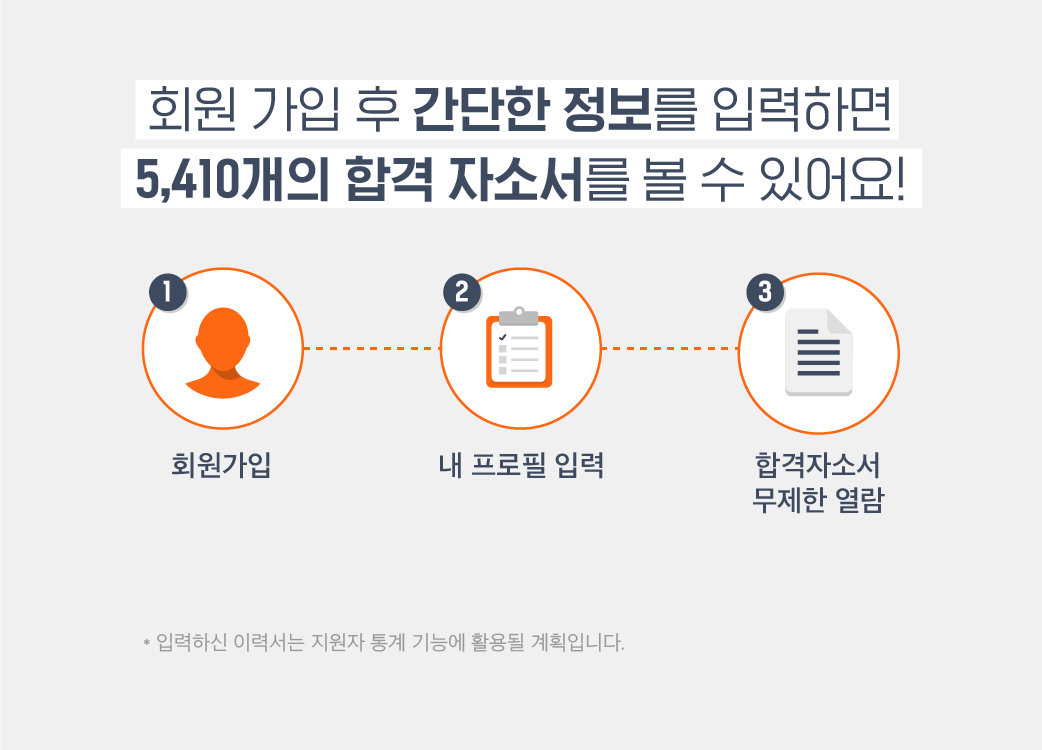 회원 가입 후 간단한 정보를 입력하면
5,410개의 합격 자소서를 볼 수 있어요!
1
2
3
회원가입
내 프로필 입력
합격자소서
무제한 열람
* 입력하신 이력서는 지원자 통계 기능에 활용될 계획입니다.